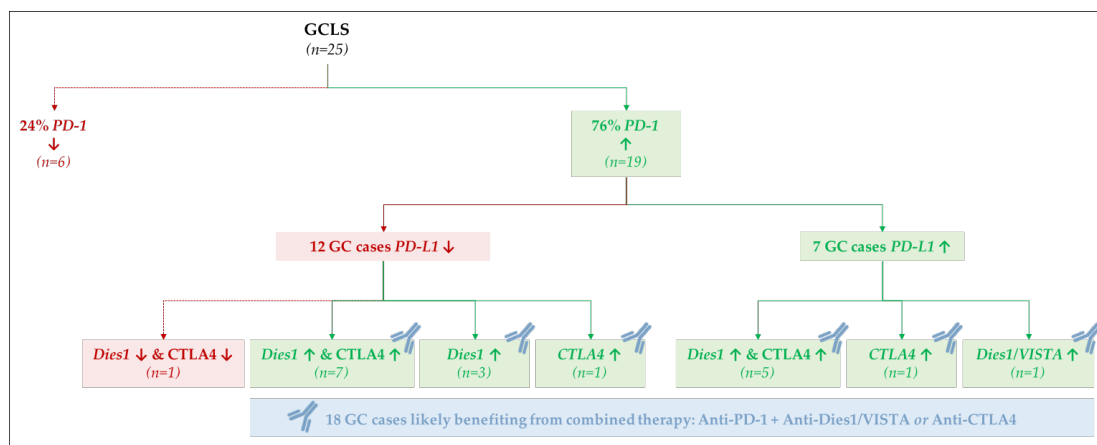 GCLS
(n=25)
24% PD-1
↓
(n=6)
76% PD-1
↑
(n=19)
12 GC cases PD-L1 ↓
7 GC cases PD-L1 ↑
Dies1 ↓ & CTLA4 ↓
(n=1)
Dies1 ↑ & CTLA4 ↑
(n=7)
Dies1 ↑
(n=3)
CTLA4 ↑
(n=1)
Dies1 ↑ & CTLA4 ↑
(n=5)
CTLA4 ↑
(n=1)
Dies1/VISTA ↑
(n=1)
18 GC cases likely benefiting from combined therapy: Anti-PD-1 + Anti-Dies1/VISTA or Anti-CTLA4